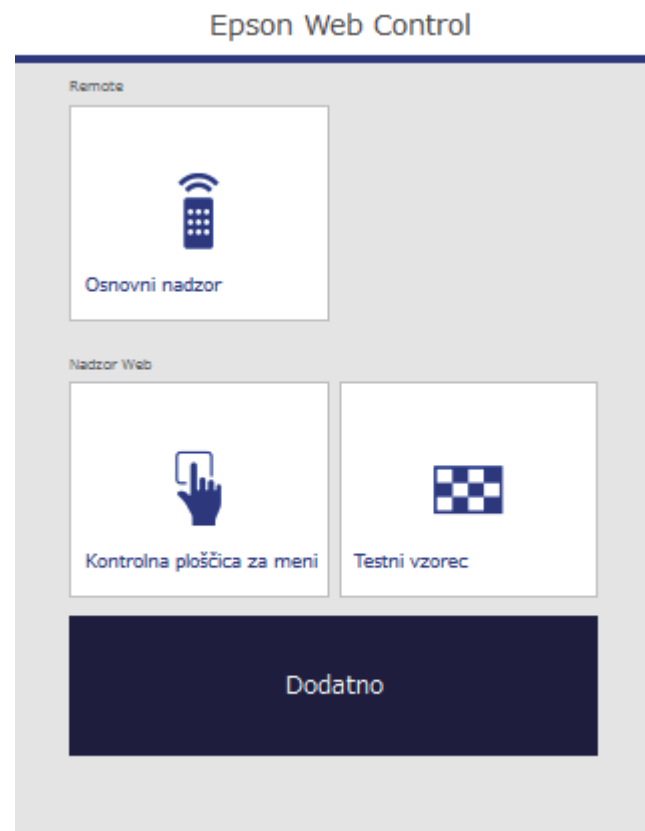 Epson Web Control
Remote
Osnovni nadzor
Nadzor Web
Kontrolna ploščica za meni
Testni vzorec
Dodatno